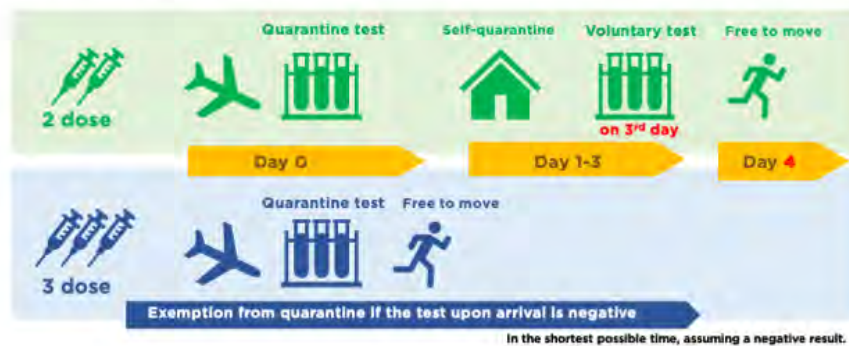 Quarantine test Self-quarantine Voluntary test Free to move
2 dose
on 3rd day
Day 0 Day 1-3 Day 4
Quarantine test Free to move
3 dose
Exemption from quarantine if the test upon arrival is negative
In the shortest possible time, assuming a negative result.